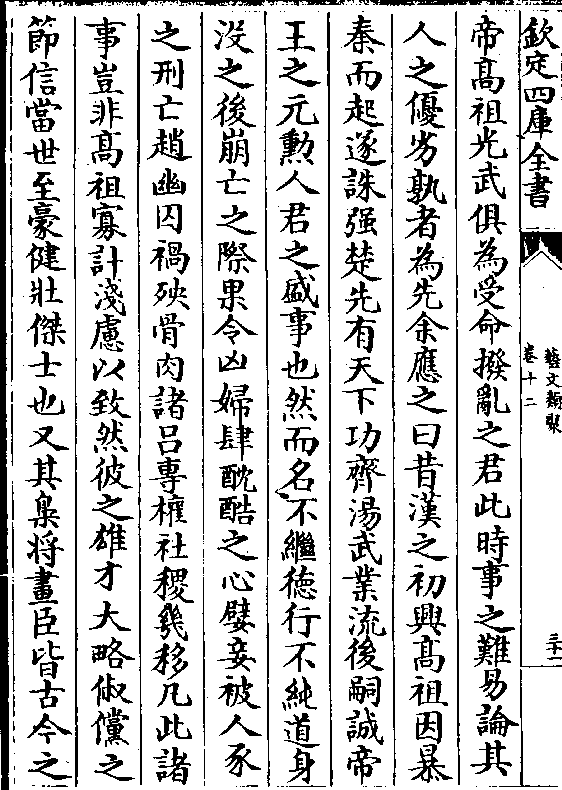 欽定四庫全書
藝文類聚
卷十二
三十一
帝高祖光武俱為受命撥亂之君此時事之難易論其
人之優劣孰者為先余應之曰昔漢之初興高祖因暴
秦而起遂誅强楚先有天下功齊湯武業流後嗣誠帝
王之元勲人君之盛事也然而名不繼徳行不純道身
沒之後崩亡之際果令凶婦肆酖酷之心嬖妾被人豕
之刑亡趙幽囚禍殃骨肉諸呂專權社稷幾移凡此諸
事豈非高祖寡計淺慮以致然彼之雄才大略俶儻之
節信當世至豪健壯傑士也又其梟將畫臣皆古今之